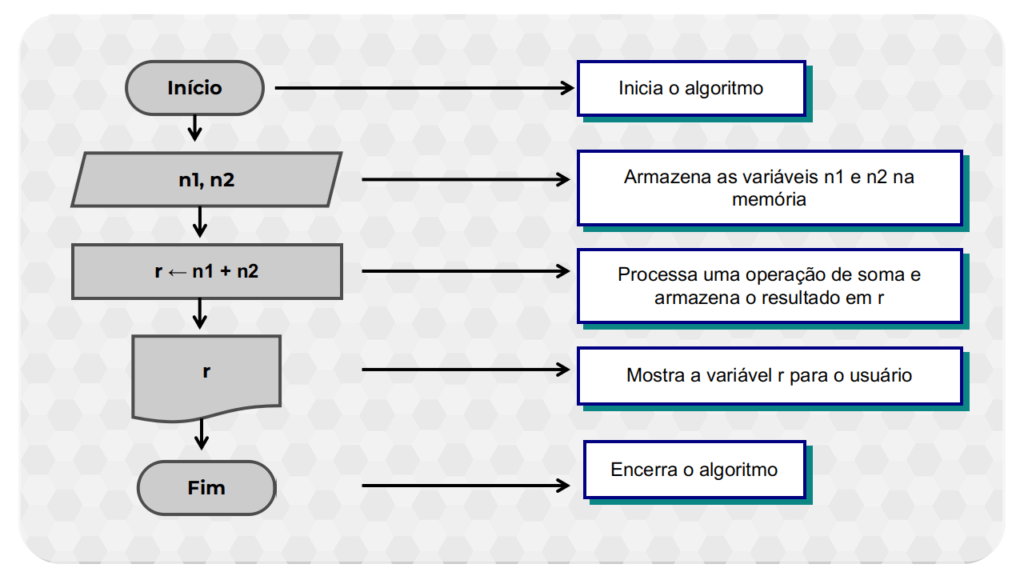 Início
Inicia o algoritmo
n1, n2
Armazena as variáveis n1 e n2 na
memória
r ← n1 + n2
Processa uma operação de soma e
armazena o resultado em r
r
Mostra a variável r para o usuário
Fim
Encerra o algoritmo